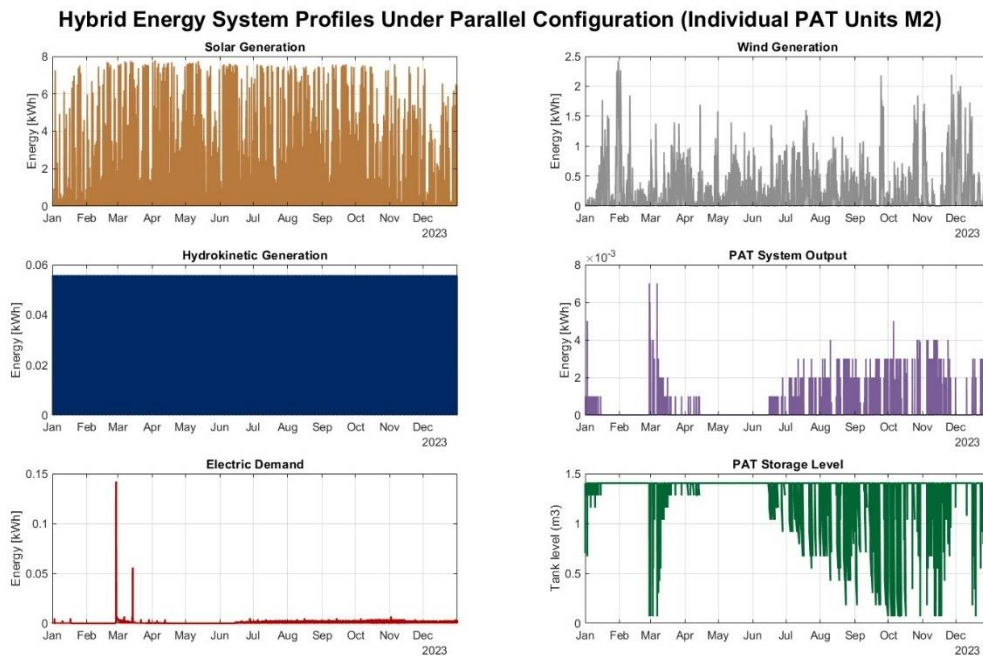 Hybrid Energy System Profiles Under Parallel Configuration (Individual PAT Units M2)
Solar Generation
Energy [kWh]
8
6
4
2
0
Jan Feb Mar Apr May Jun Jul Aug Sep Oct Nov Dec
2023
Wind Generation
Energy [kWh]
2.5
2
1.5
1
0.5
0
Jan Feb Mar Apr May Jun Jul Aug Sep Oct Nov Dec
2023
Hydrokinetic Generation
Energy [kWh]
0.06
0.04
0.02
0
Jan Feb Mar Apr May Jun Jul Aug Sep Oct Nov Dec
2023
PAT System Output
×10⁻³
Energy [kWh]
8
6
4
2
0
Jan Feb Mar Apr May Jun Jul Aug Sep Oct Nov Dec
2023
Electric Demand
Energy [kWh]
0.15
0.1
0.05
0
Jan Feb Mar Apr May Jun Jul Aug Sep Oct Nov Dec
2023
PAT Storage Level
Tank level (m3)
1.5
1
0.5
0
Jan Feb Mar Apr May Jun Jul Aug Sep Oct Nov Dec
2023